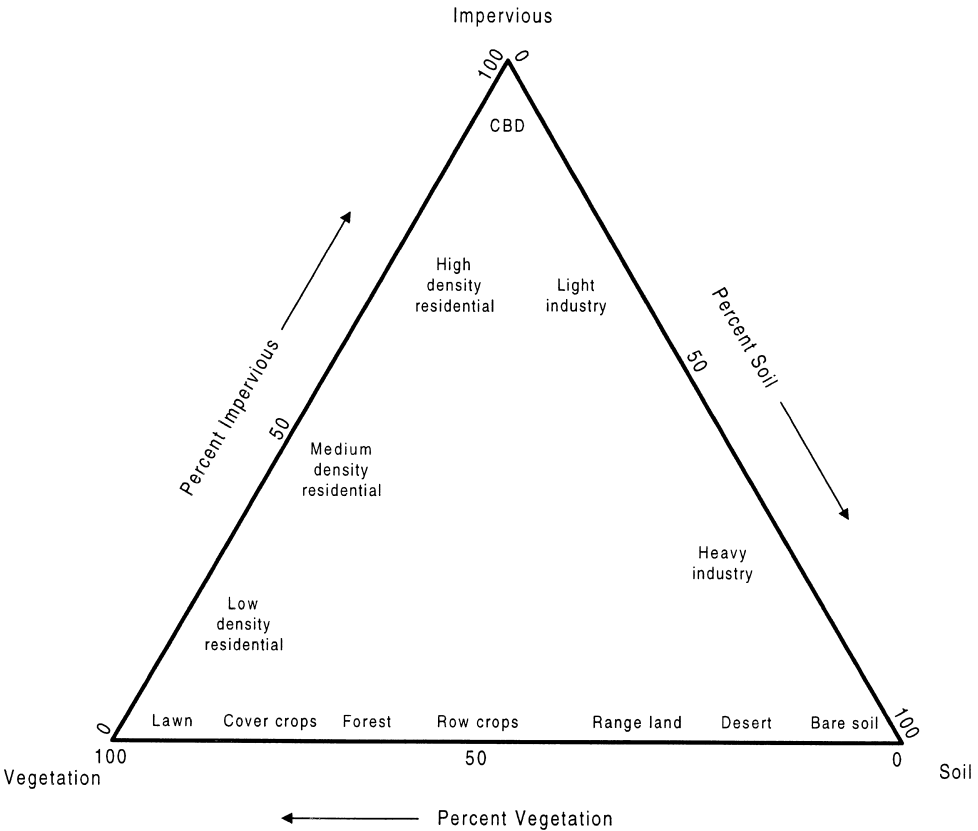 Impervious
100
0
CBD
High
density
residential
Light
industry
Percent Impervious
Percent Soil
50
50
Medium
density
residential
Heavy
industry
Low
density
residential
0
Lawn
Cover crops
Forest
Row crops
Range land
Desert
Bare soil
100
100
50
0
Vegetation
Soil
Percent Vegetation